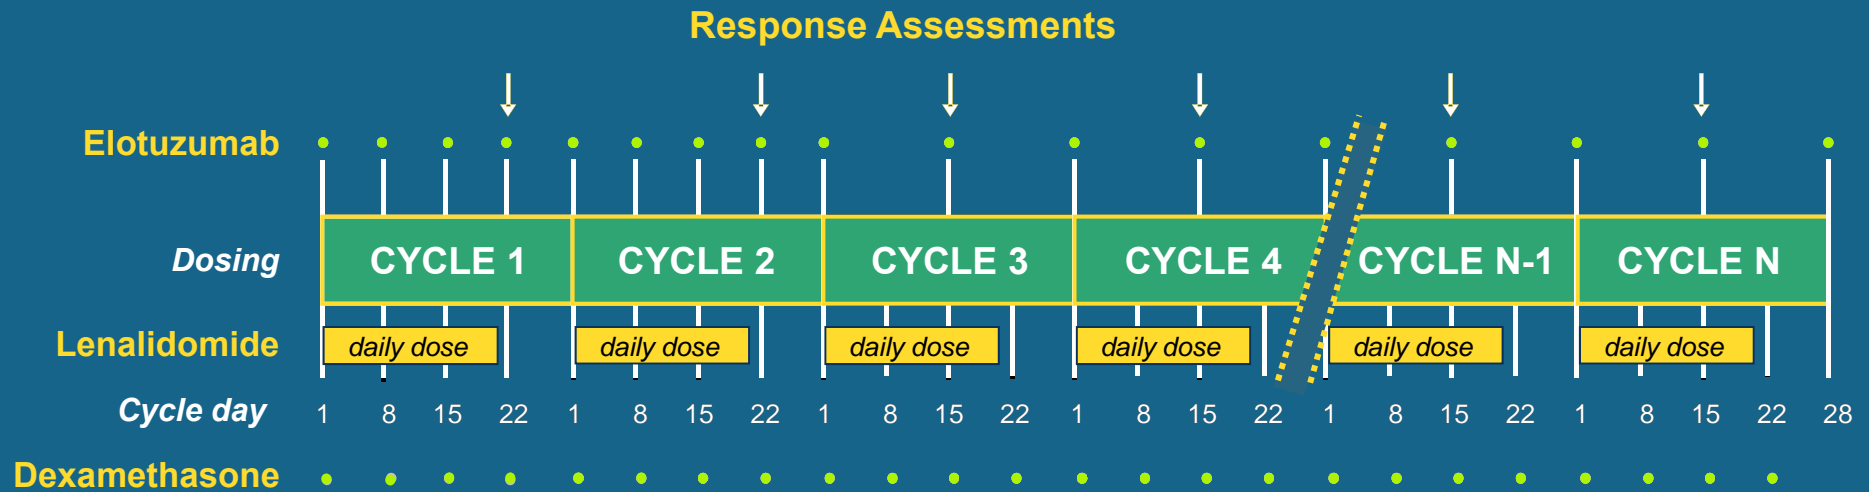 Response Assessments
Elotuzumab
Dosing CYCLE 1 CYCLE 2 CYCLE 3 CYCLE 4 CYCLE N-1 CYCLE N
Lenalidomide daily dose daily dose daily dose daily dose daily dose daily dose
Cycle day 1 8 15 22 1 8 15 22 1 8 15 22 1 8 15 22 1 8 15 22 1 8 15 22 28
Dexamethasone